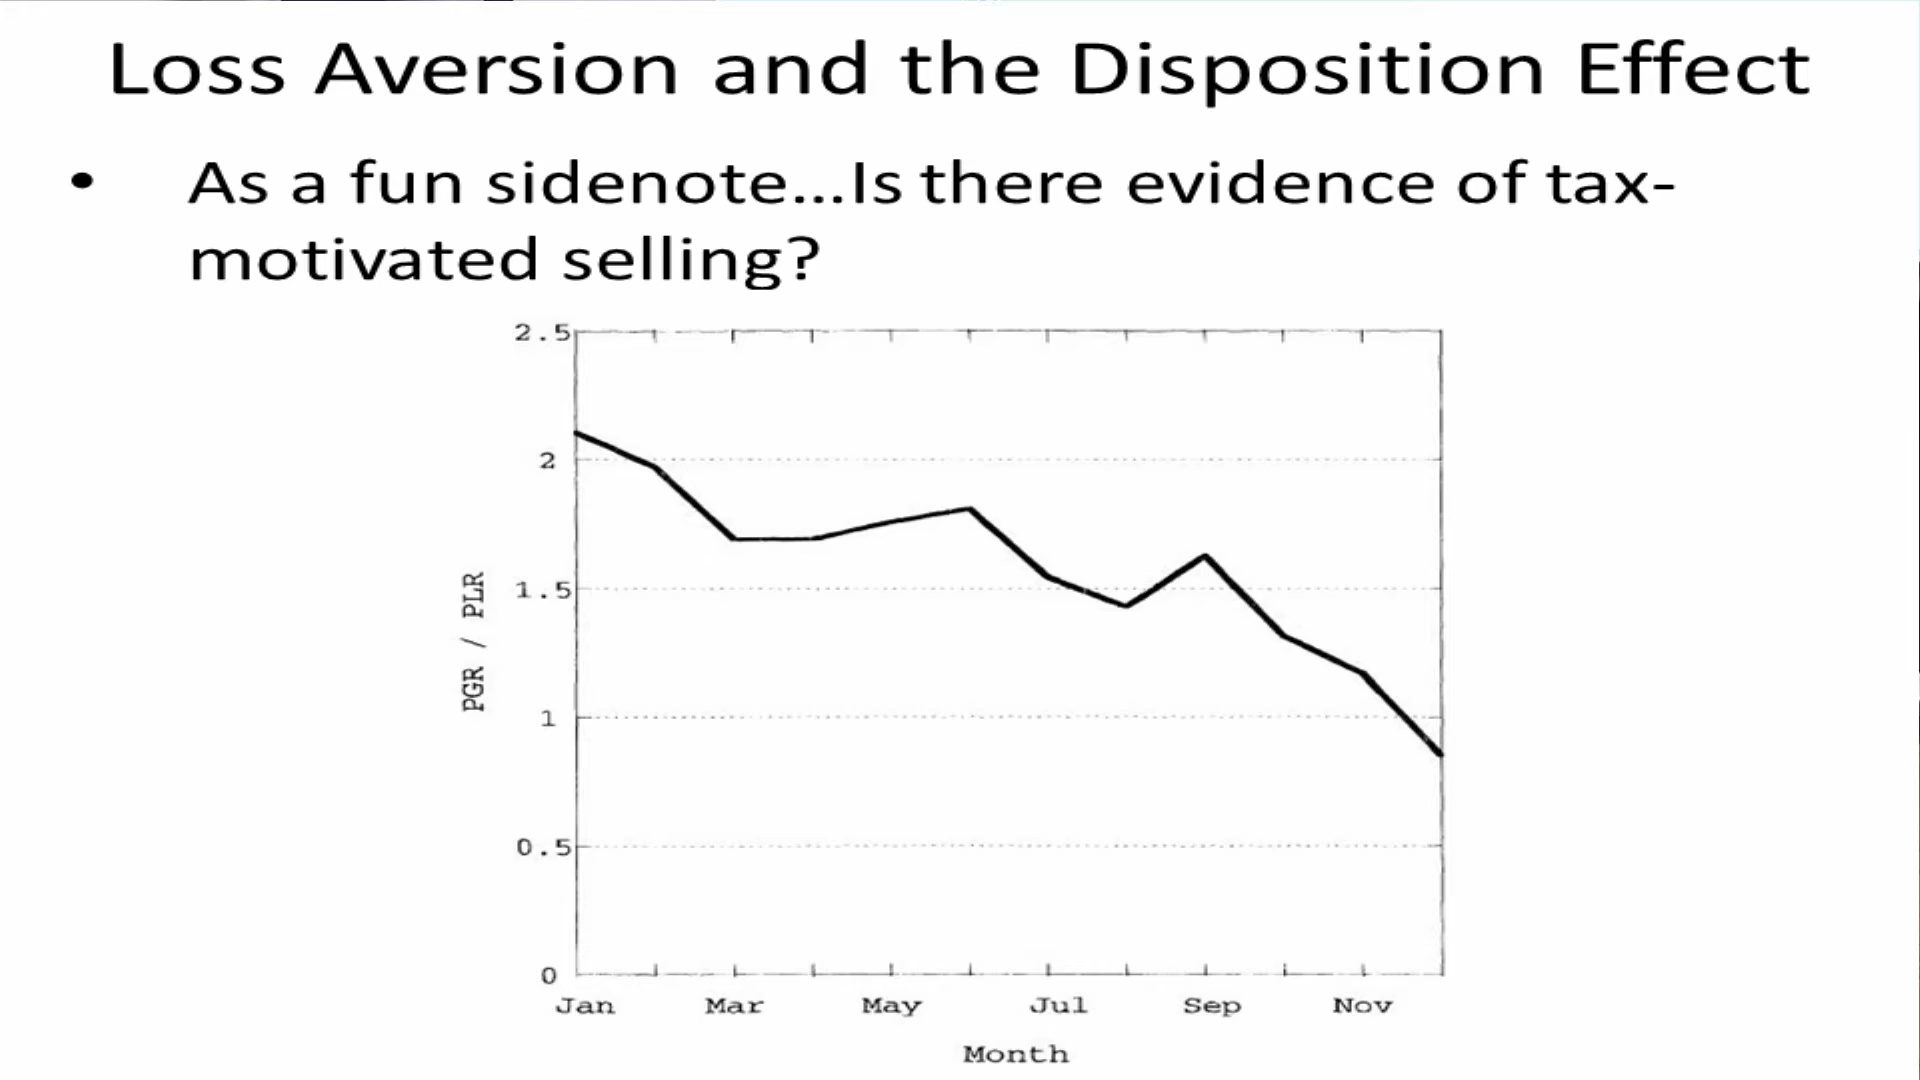 Loss Aversion and the Disposition Effect
• As a fun sidenote...Is there evidence of tax-
motivated selling?
2.5
2
1.5
1
0.5
0
PGR / PLR
Jan Mar May Jul Sep Nov
Month